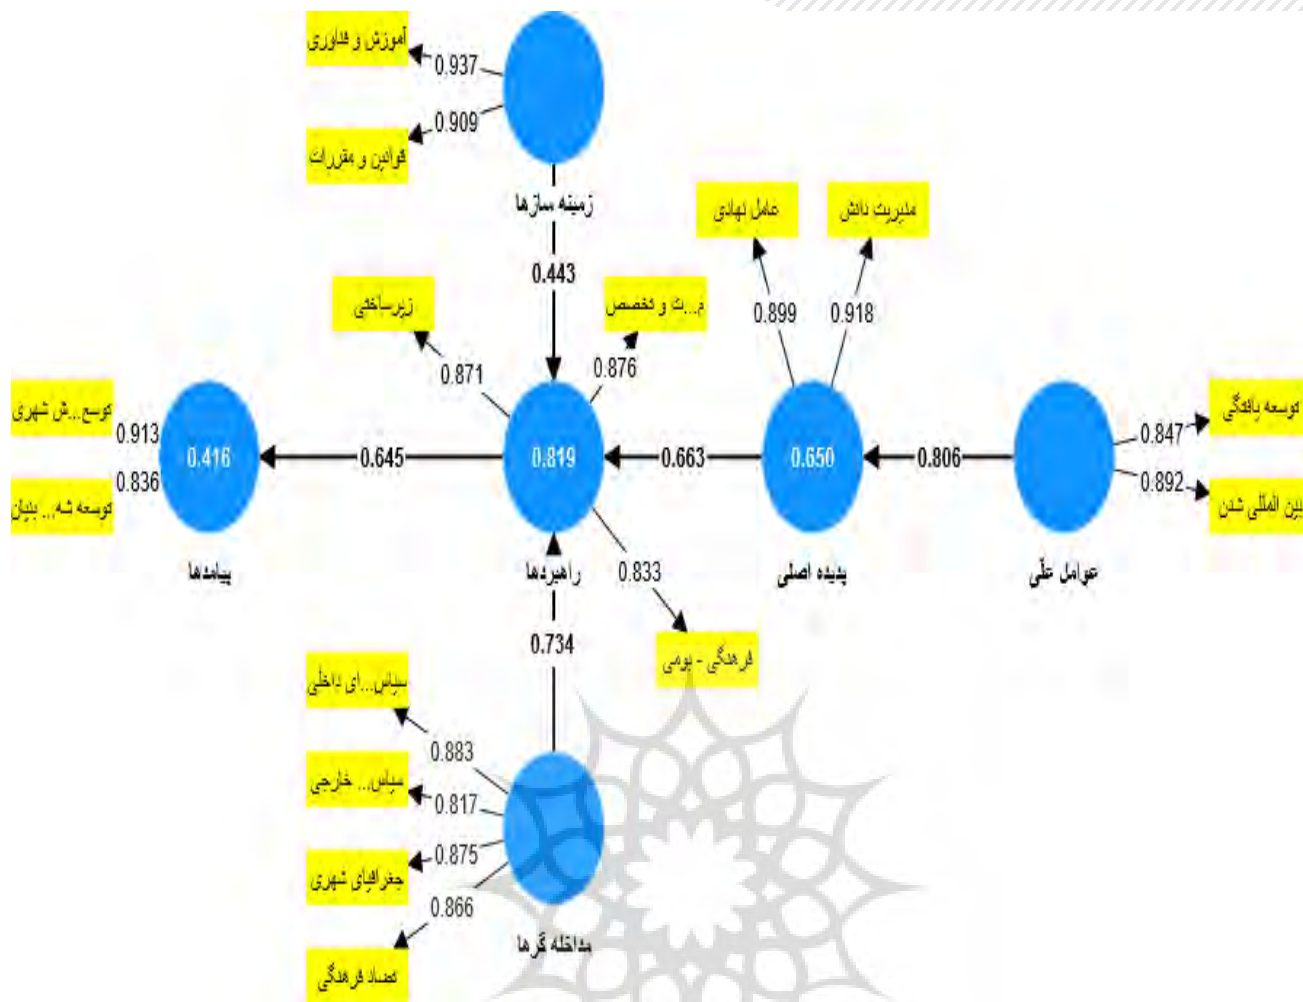 آموزش و فناوری
0.937
0.909
قوانین و مقررات
زمینه سازها
عامل نهادی
مدیریت دانش
0.443
زیرساختی
م...ت و تخصص
0.899
0.918
0.871
0.876
توسع...ش شهری
توسعه یافتگی
0.913
0.416
0.645
0.819
0.663
0.650
0.806
0.847
0.836
0.892
توسعه شه... بنیان
بین المللی شدن
پیامدها
راهبردها
پدیده اصلی
عوامل علّی
0.833
0.734
فرهنگی - بومی
سیاس...ای داخلی
0.883
سیاس... خارجی
0.817
0.875
جغرافیای شهری
0.866
مداخله گرها
تضاد فرهنگی